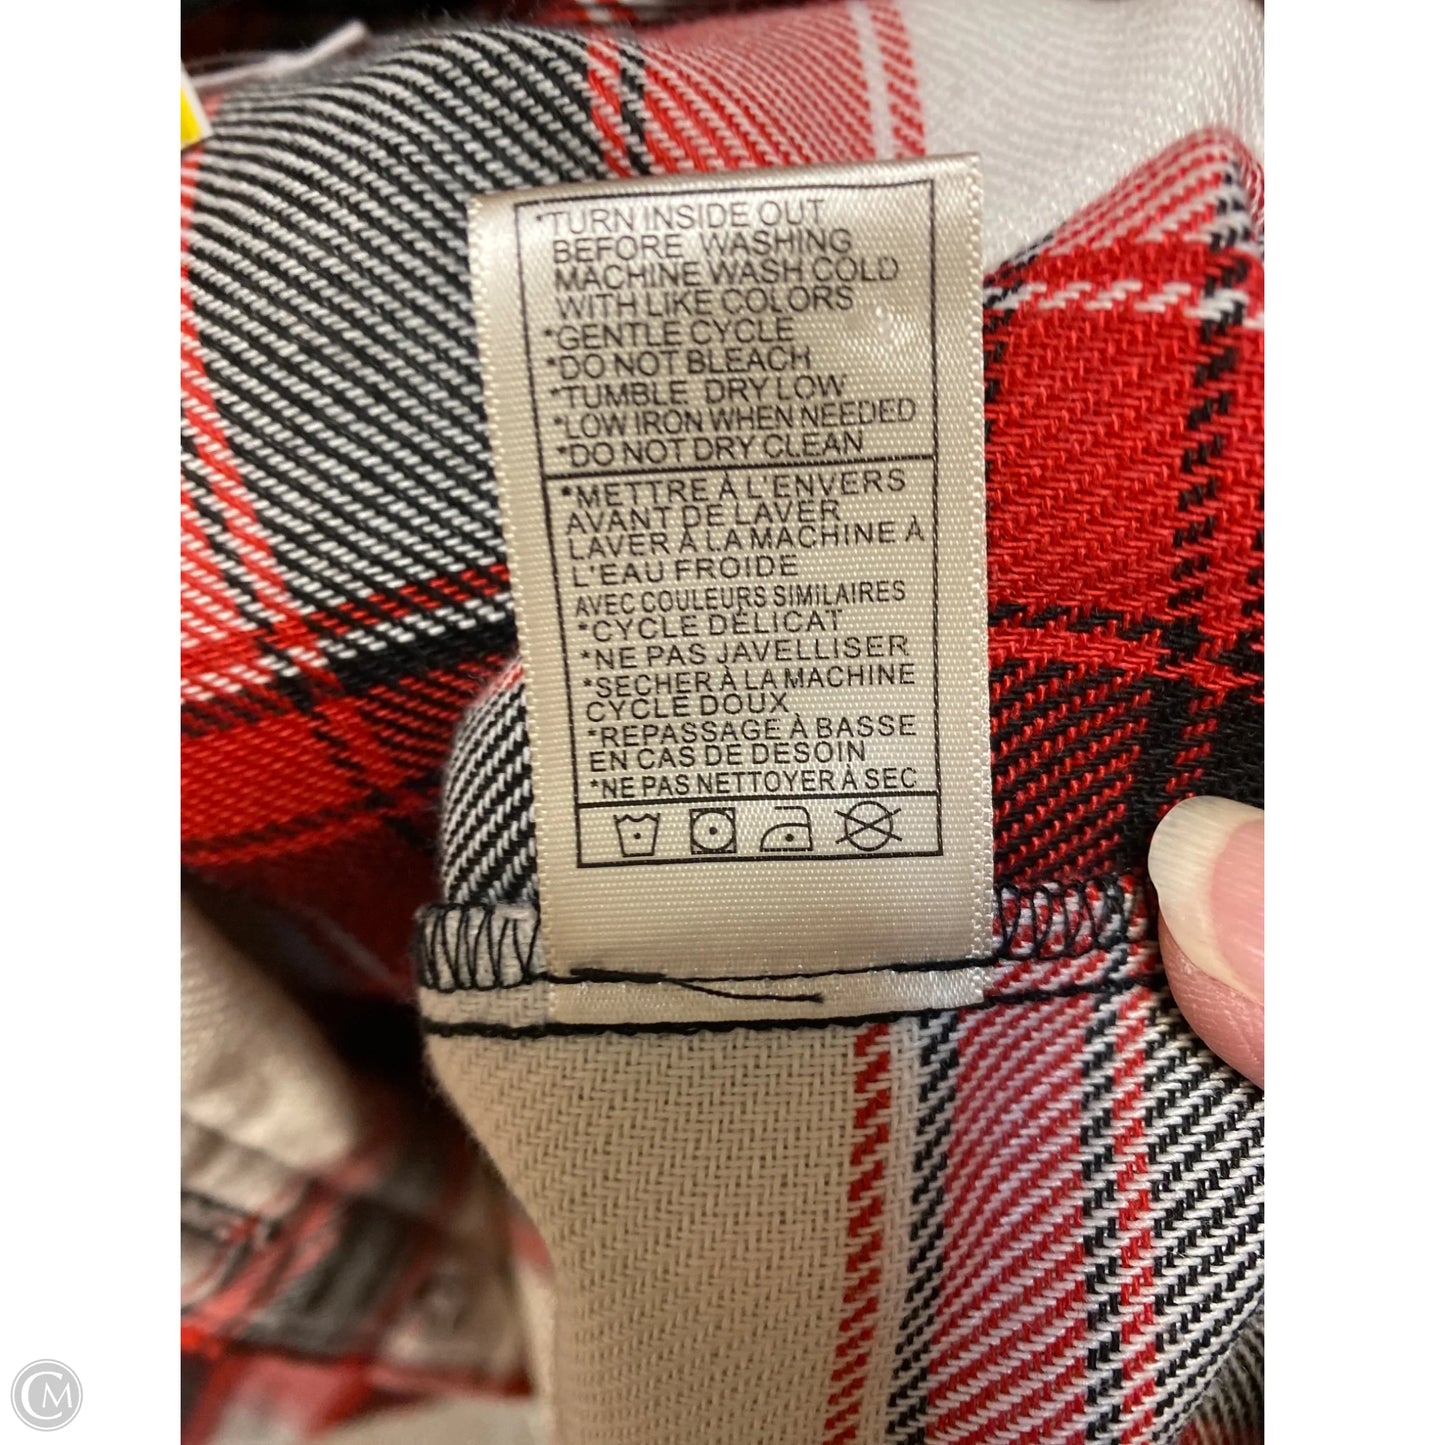 *TURN INSIDE OUT
BEFORE WASHING
MACHINE WASH COLD
WITH LIKE COLORS
*GENTLE CYCLE
*DO NOT BLEACH
*TUMBLE DRY LOW
*LOW IRON WHEN NEEDED
*DO NOT DRY CLEAN
*METTRE À L'ENVERS
AVANT DE LAVER
LAVER À LA MACHINE À
L'EAU FROIDE
AVEC COULEURS SIMILAIRES
*CYCLE DÉLICAT
*NE PAS JAVELLISER
*SECHER À LA MACHINE
CYCLE DOUX
*REPASSAGE À BASSE
EN CAS DE DESOIN
*NE PAS NETTOYER À SEC
CM